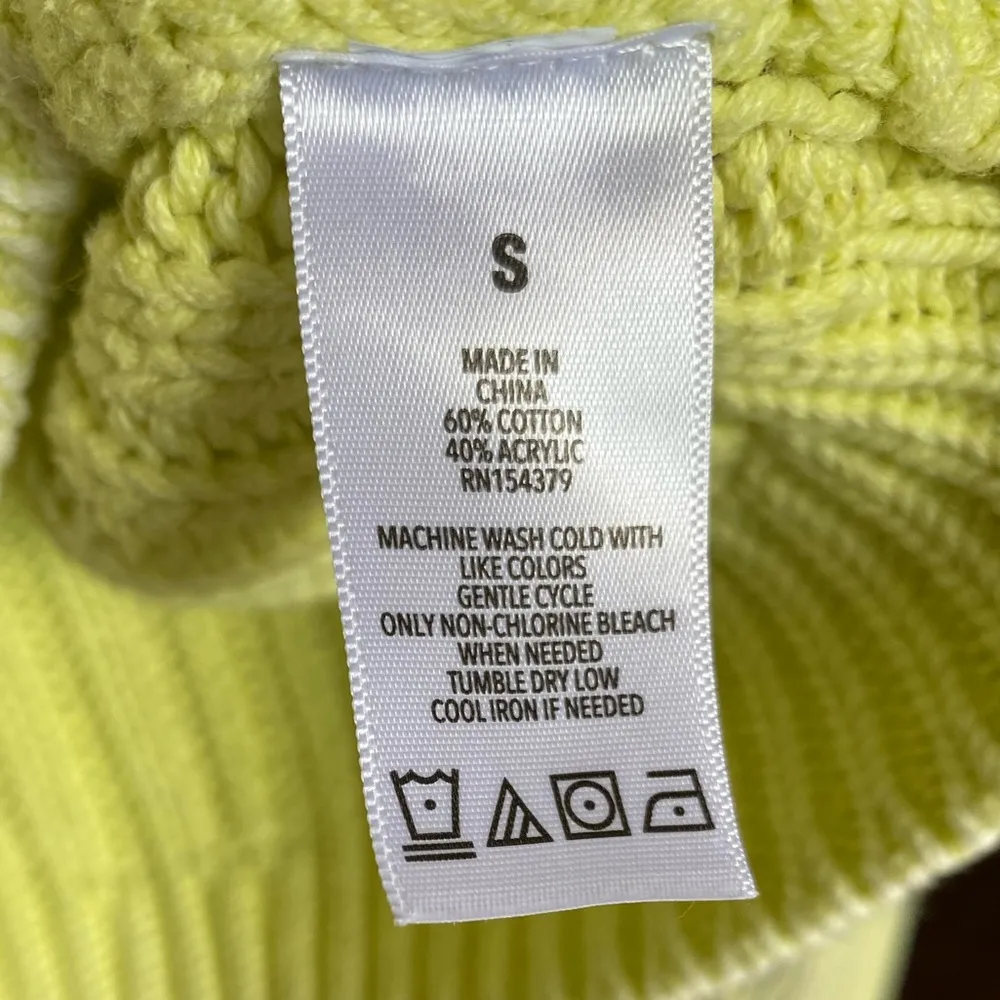 S
MADE IN
CHINA
60% COTTON
40% ACRYLIC
RN154379
MACHINE WASH COLD WITH
LIKE COLORS
GENTLE CYCLE
ONLY NON-CHLORINE BLEACH
WHEN NEEDED
TUMBLE DRY LOW
COOL IRON IF NEEDED